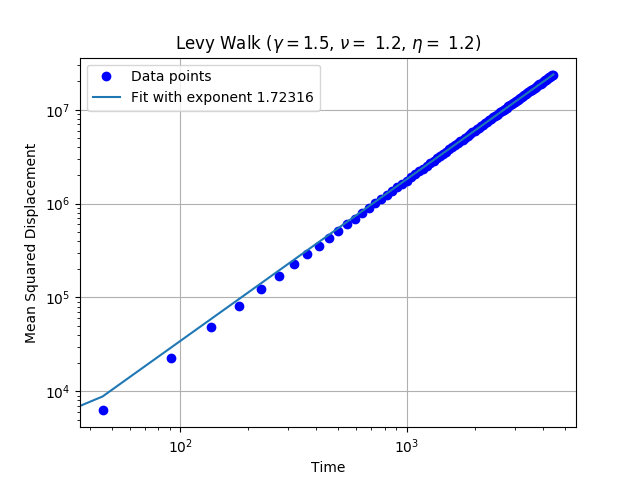 Levy Walk (γ = 1.5, ν = 1.2, η = 1.2)
Data points
Fit with exponent 1.72316
Mean Squared Displacement
10⁷
10⁶
10⁵
10⁴
10²
10³
Time